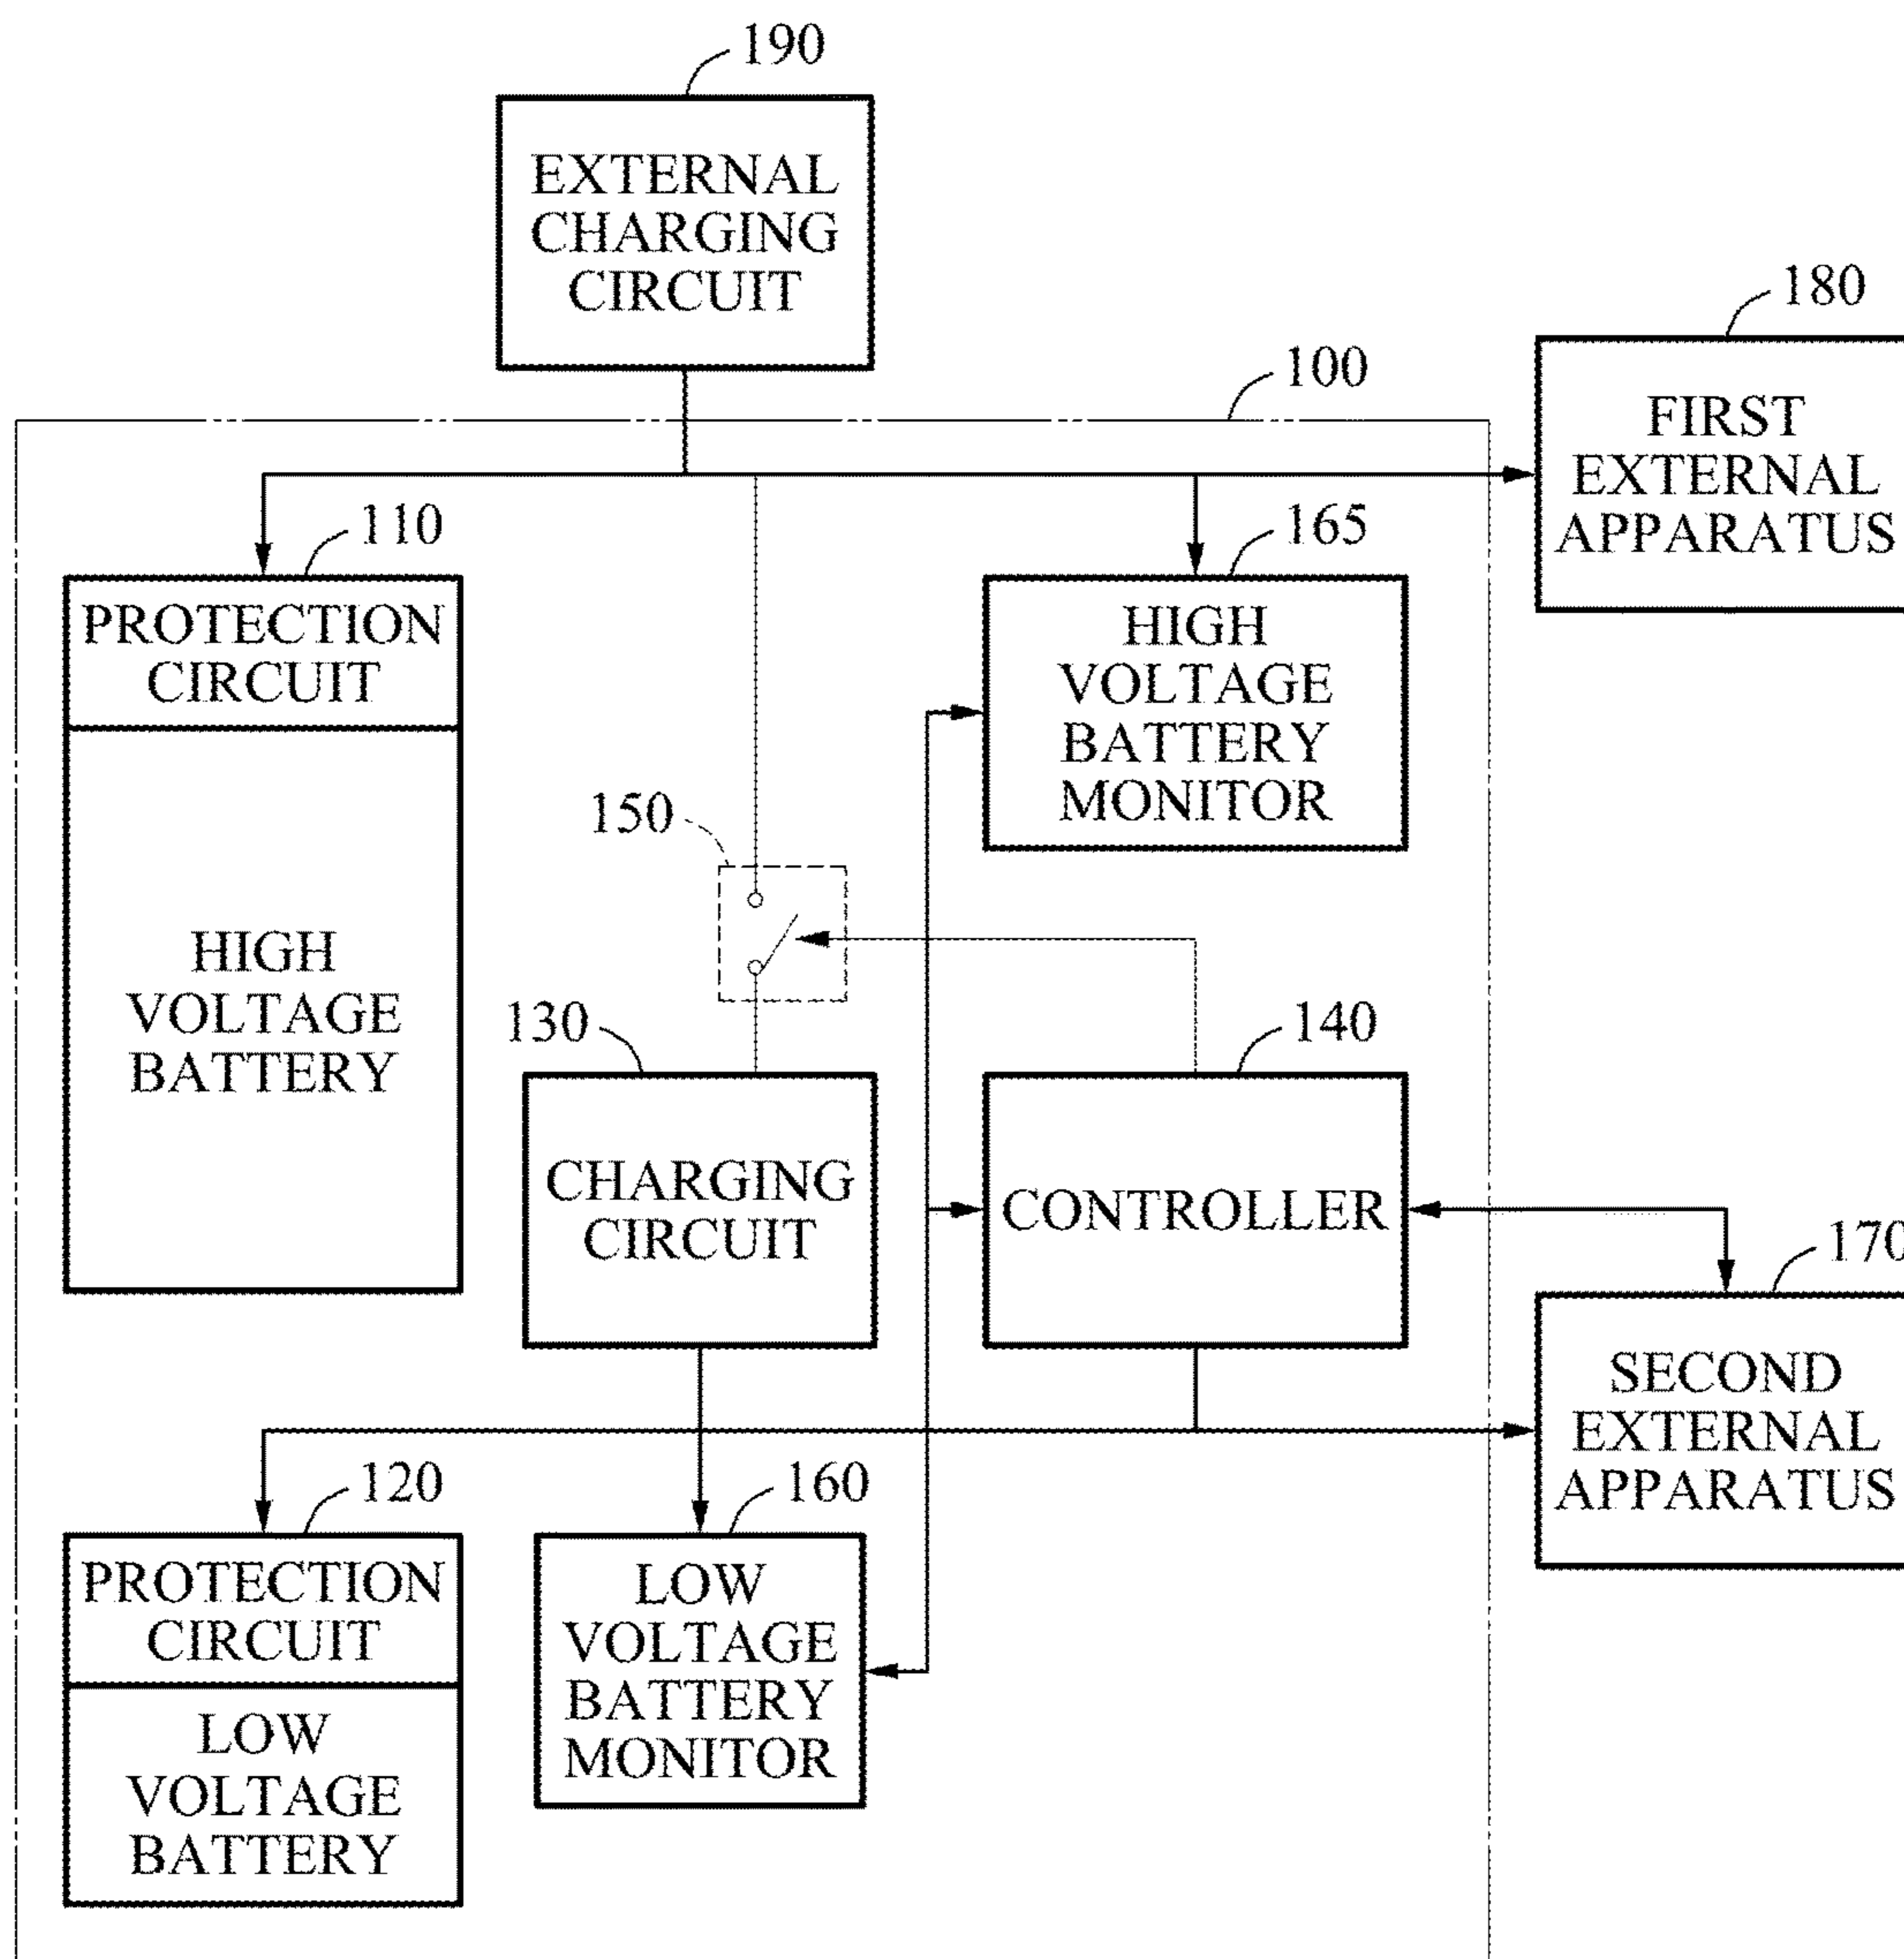 190
EXTERNAL
CHARGING
CIRCUIT
180
100
FIRST
EXTERNAL
APPARATUS
110
165
PROTECTION
CIRCUIT
HIGH
VOLTAGE
BATTERY
MONITOR
150
HIGH
VOLTAGE
BATTERY
130
140
CHARGING
CIRCUIT
CONTROLLER
170
SECOND
EXTERNAL
APPARATUS
120
160
PROTECTION
CIRCUIT
LOW
VOLTAGE
BATTERY
MONITOR
LOW
VOLTAGE
BATTERY